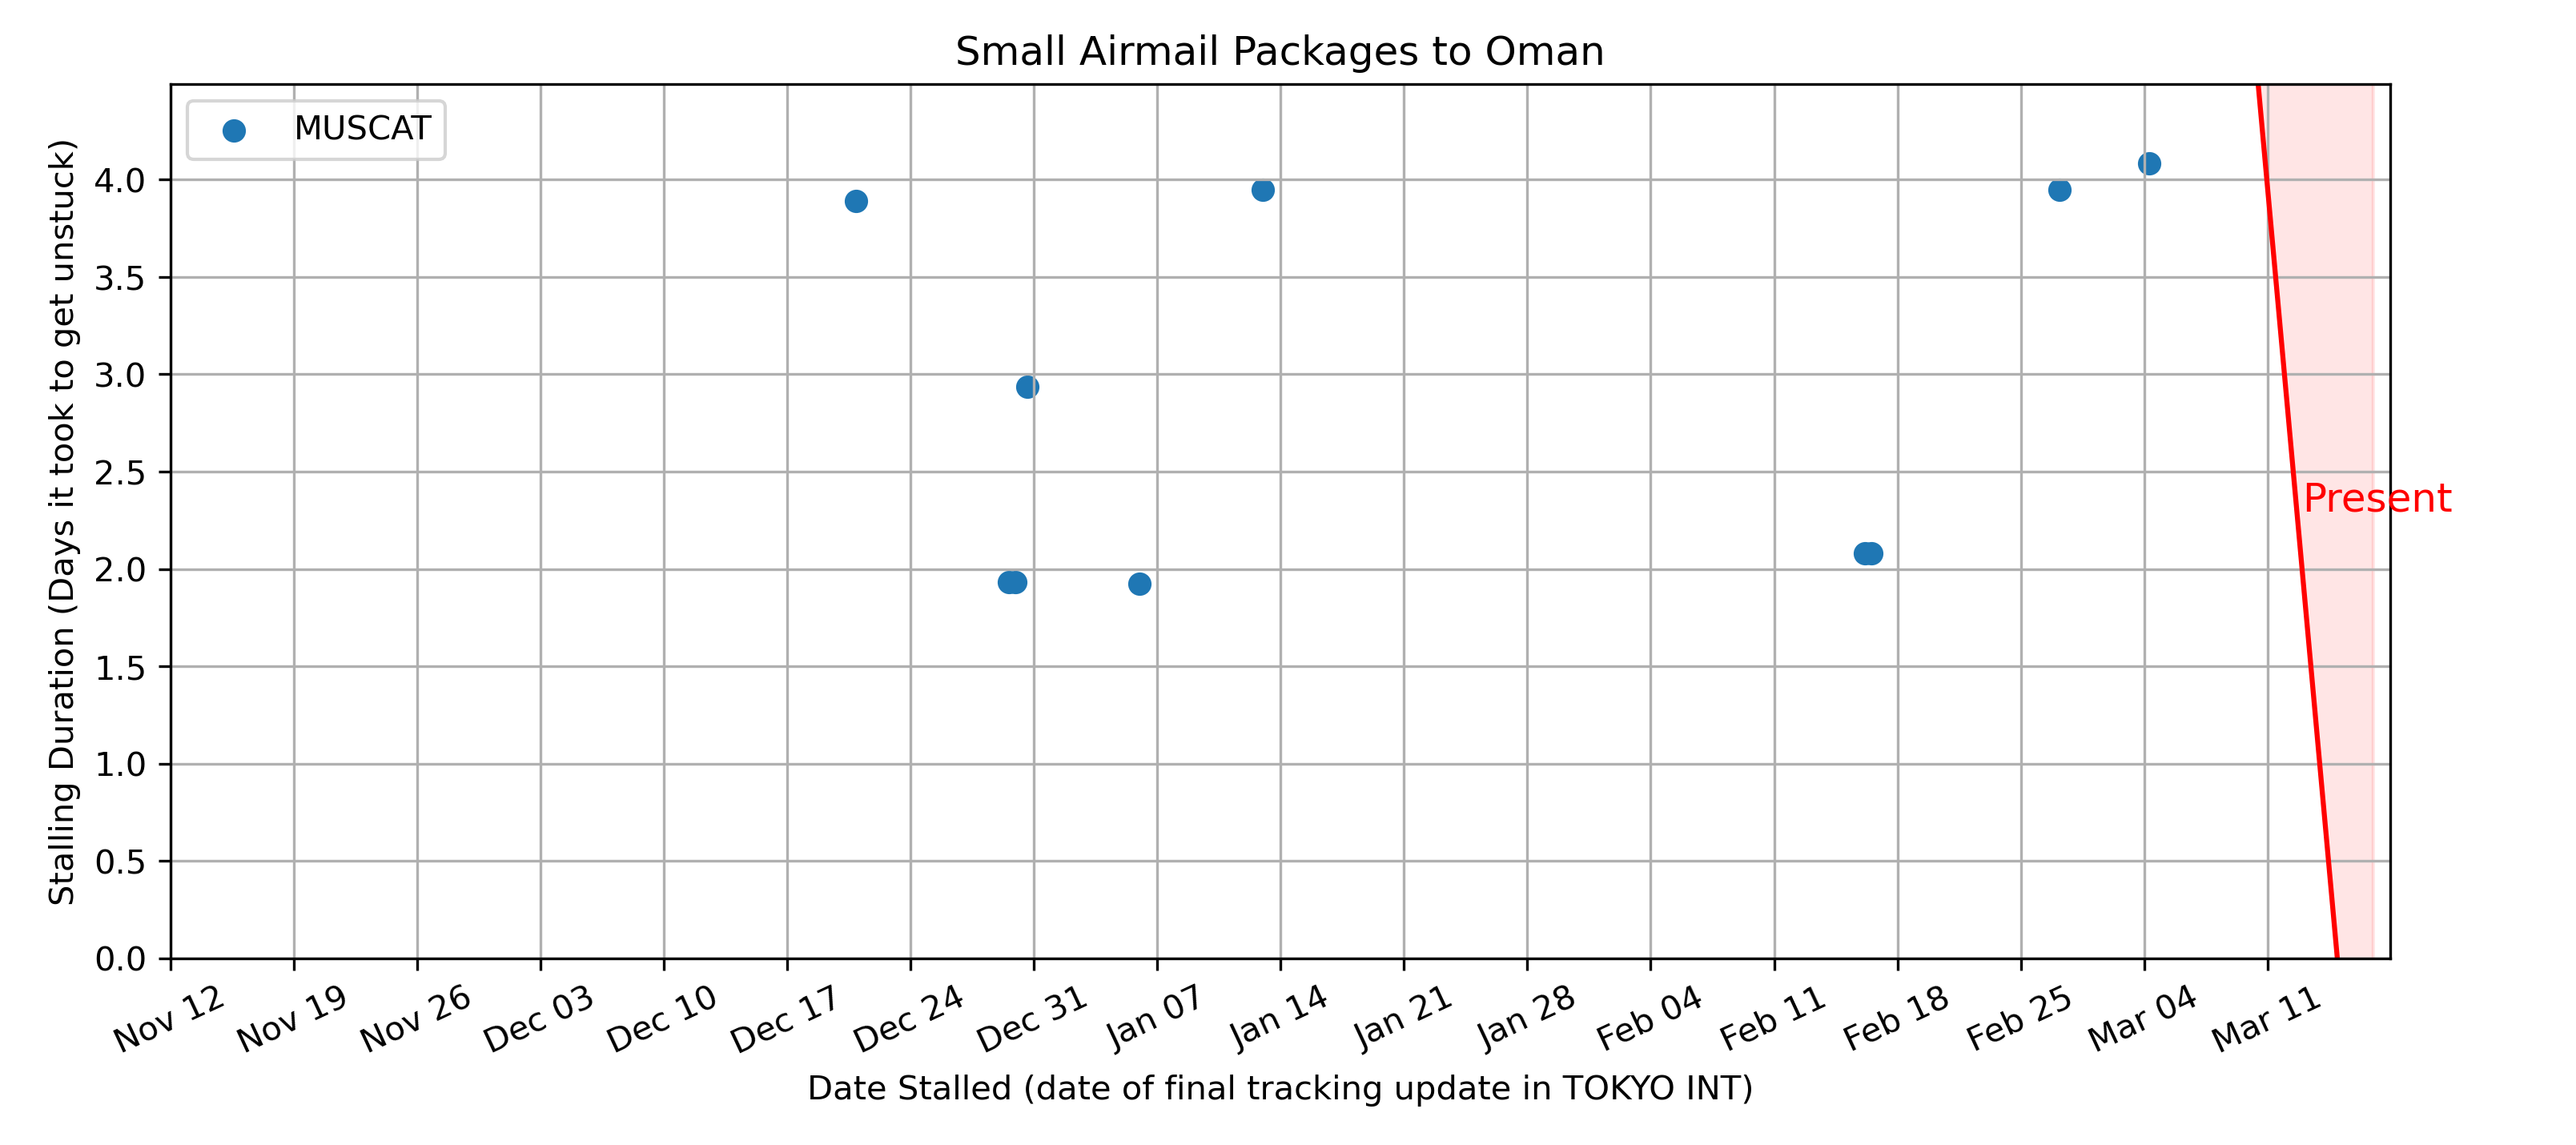 Small Airmail Packages to Oman
MUSCAT
Stalling Duration (Days it took to get unstuck)
4.0
3.5
3.0
2.5
2.0
1.5
1.0
0.5
0.0
Present
Nov 12 Nov 19 Nov 26 Dec 03 Dec 10 Dec 17 Dec 24 Dec 31 Jan 07 Jan 14 Jan 21 Jan 28 Feb 04 Feb 11 Feb 18 Feb 25 Mar 04 Mar 11
Date Stalled (date of final tracking update in TOKYO INT)